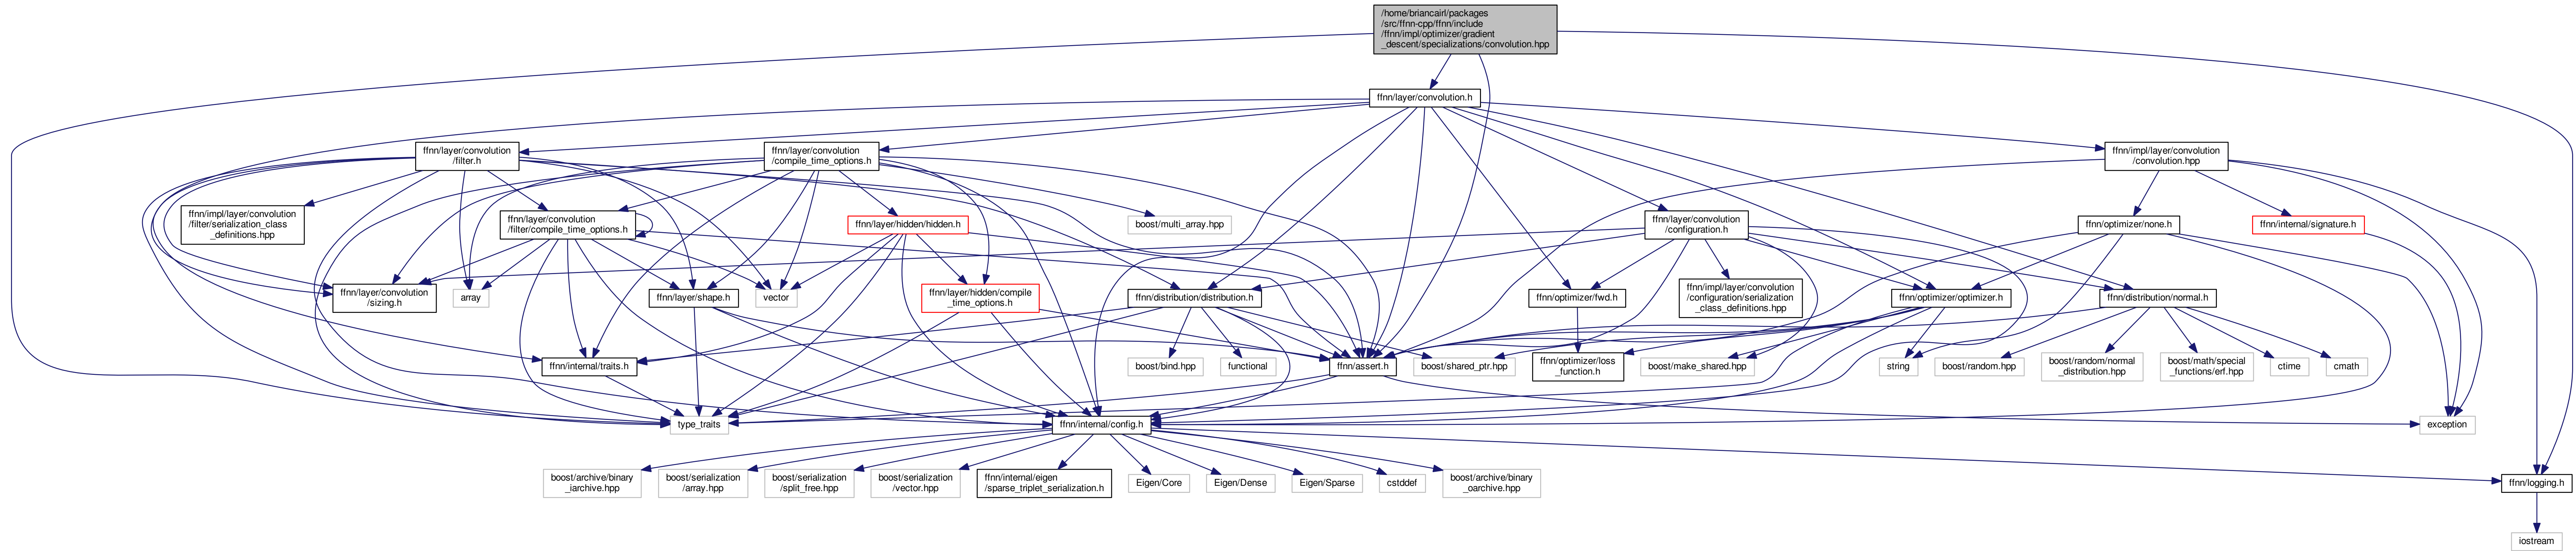 /home/briancairl/packages
/src/ffnn-cpp/ffnn/include
/ffnn/impl/optimizer/gradient
_descent/specializations/convolution.hpp
ffnn/layer/convolution.h
ffnn/layer/convolution
/filter.h
ffnn/layer/convolution
/compile_time_options.h
ffnn/impl/layer/convolution
/convolution.hpp
ffnn/impl/layer/convolution
/filter/serialization_class
_definitions.hpp
ffnn/layer/convolution
/filter/compile_time_options.h
ffnn/layer/hidden/hidden.h
boost/multi_array.hpp
ffnn/layer/convolution
/configuration.h
ffnn/optimizer/none.h
ffnn/internal/signature.h
ffnn/layer/convolution
/sizing.h
array
ffnn/layer/shape.h
vector
ffnn/layer/hidden/compile
_time_options.h
ffnn/distribution/distribution.h
ffnn/optimizer/fwd.h
ffnn/impl/layer/convolution
/configuration/serialization
_class_definitions.hpp
ffnn/optimizer/optimizer.h
ffnn/distribution/normal.h
ffnn/internal/traits.h
boost/bind.hpp
functional
ffnn/assert.h
boost/shared_ptr.hpp
ffnn/optimizer/loss
_function.h
boost/make_shared.hpp
string
boost/random.hpp
boost/random/normal
_distribution.hpp
boost/math/special
_functions/erf.hpp
ctime
cmath
type_traits
ffnn/internal/config.h
exception
boost/archive/binary
_iarchive.hpp
boost/serialization
/array.hpp
boost/serialization
/split_free.hpp
boost/serialization
/vector.hpp
ffnn/internal/eigen
/sparse_triplet_serialization.h
Eigen/Core
Eigen/Dense
Eigen/Sparse
cstddef
boost/archive/binary
_oarchive.hpp
ffnn/logging.h
iostream